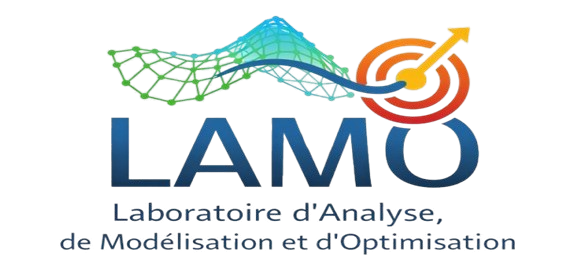 LAMO
Laboratoire d'Analyse,
de Modélisation et d'Optimisation